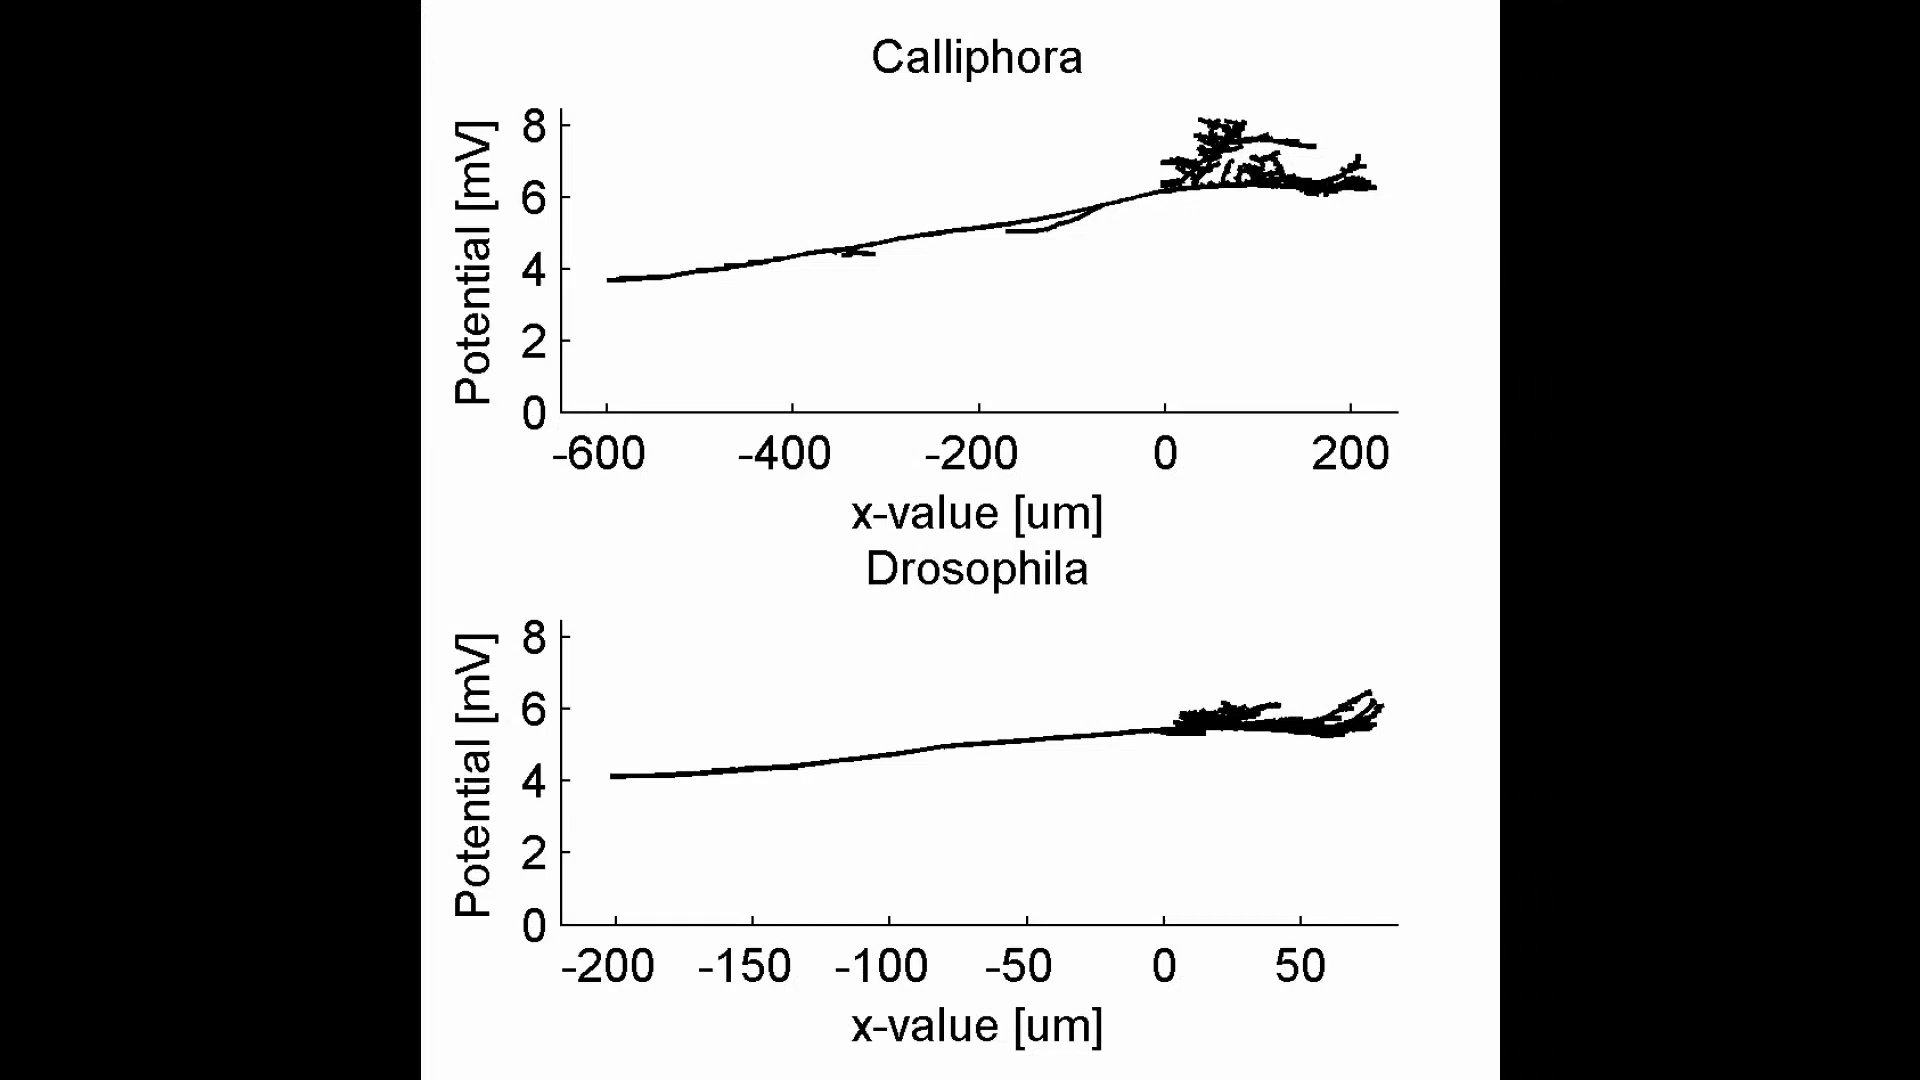 Calliphora
Potential [mV]
8
6
4
2
0
-600 -400 -200 0 200
x-value [um]
Drosophila
Potential [mV]
8
6
4
2
0
-200 -150 -100 -50 0 50
x-value [um]